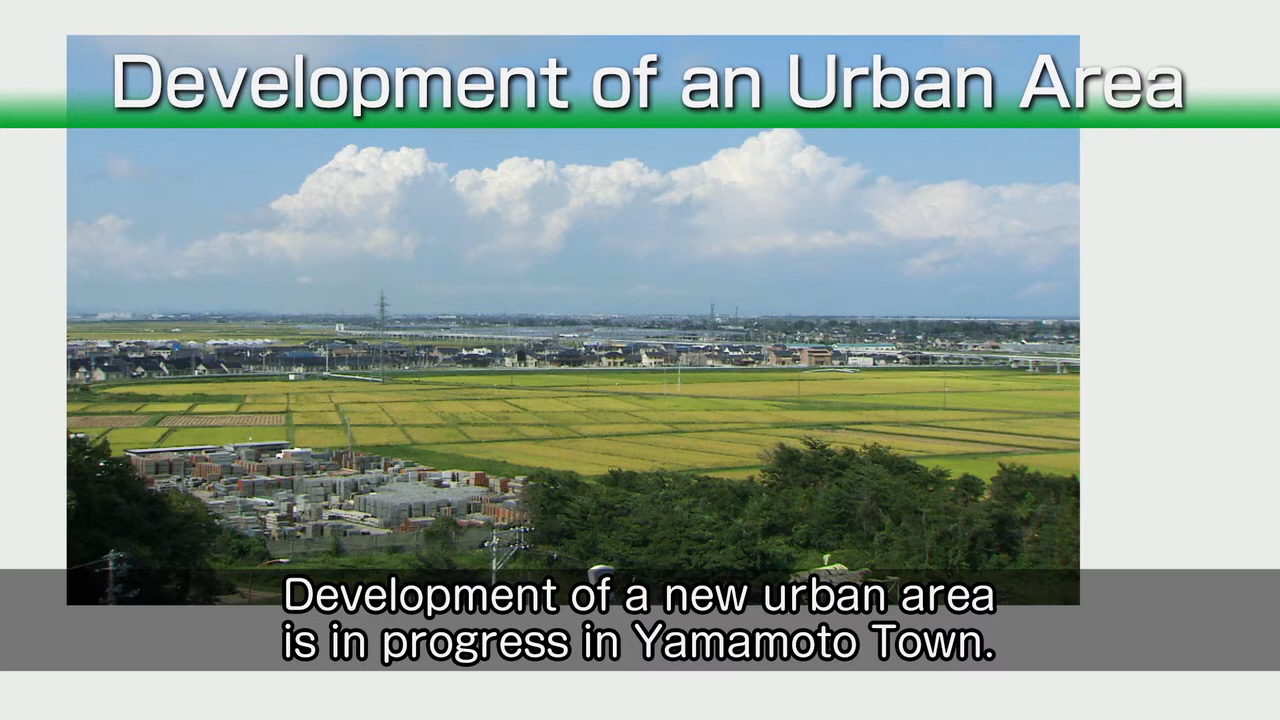 Development of an Urban Area
Development of a new urban area
is in progress in Yamamoto Town.